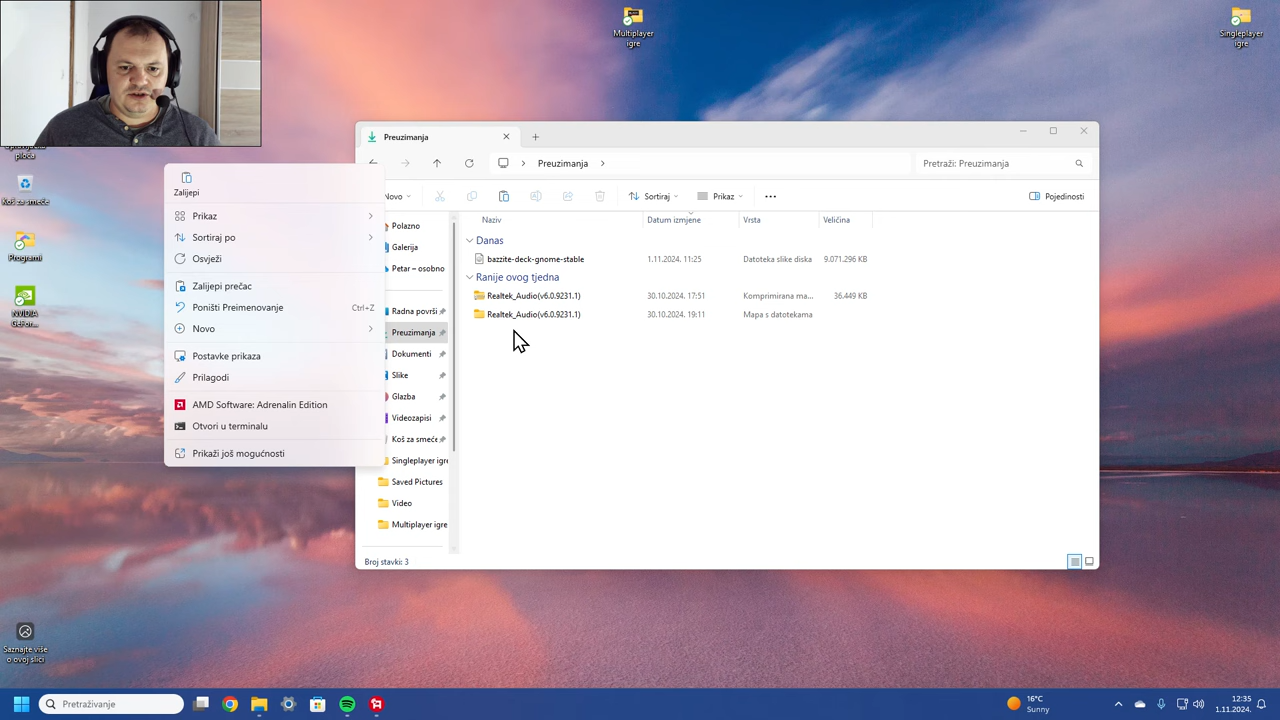 Multiplayer
igre
Singleplayer
igre
ploča
Koš za smeće
Programi
NVIDIA
GeFor...
Saznajte više
o ovoj slici
Zalijepi
Prikaz
Sortiraj po
Osvježi
Zalijepi prečac
Poništi Preimenovanje Ctrl+Z
Novo
Postavke prikaza
Prilagodi
AMD Software: Adrenalin Edition
Otvori u terminalu
Prikaži još mogućnosti
Preuzimanja
Preuzimanja
Pretraži: Preuzimanja
Novo
Sortiraj
Prikaz
Pojedinosti
Polazno
Galerija
Petar – osobno
Radna površi
Preuzimanja
Dokumenti
Slike
Glazba
Videozapisi
Koš za smeće
Singleplayer igre
Saved Pictures
Video
Multiplayer igre
Naziv Datum izmjene Vrsta Veličina
Danas
bazzite-deck-gnome-stable 1.11.2024. 11:25 Datoteka slike diska 9.071.296 KB
Ranije ovog tjedna
Realtek_Audio(v6.0.9231.1) 30.10.2024. 17:51 Komprimirana ma... 36.449 KB
Realtek_Audio(v6.0.9231.1) 30.10.2024. 19:11 Mapa s datotekama
Broj stavki: 3
Pretraživanje
16°C
Sunny
12:35
1.11.2024.